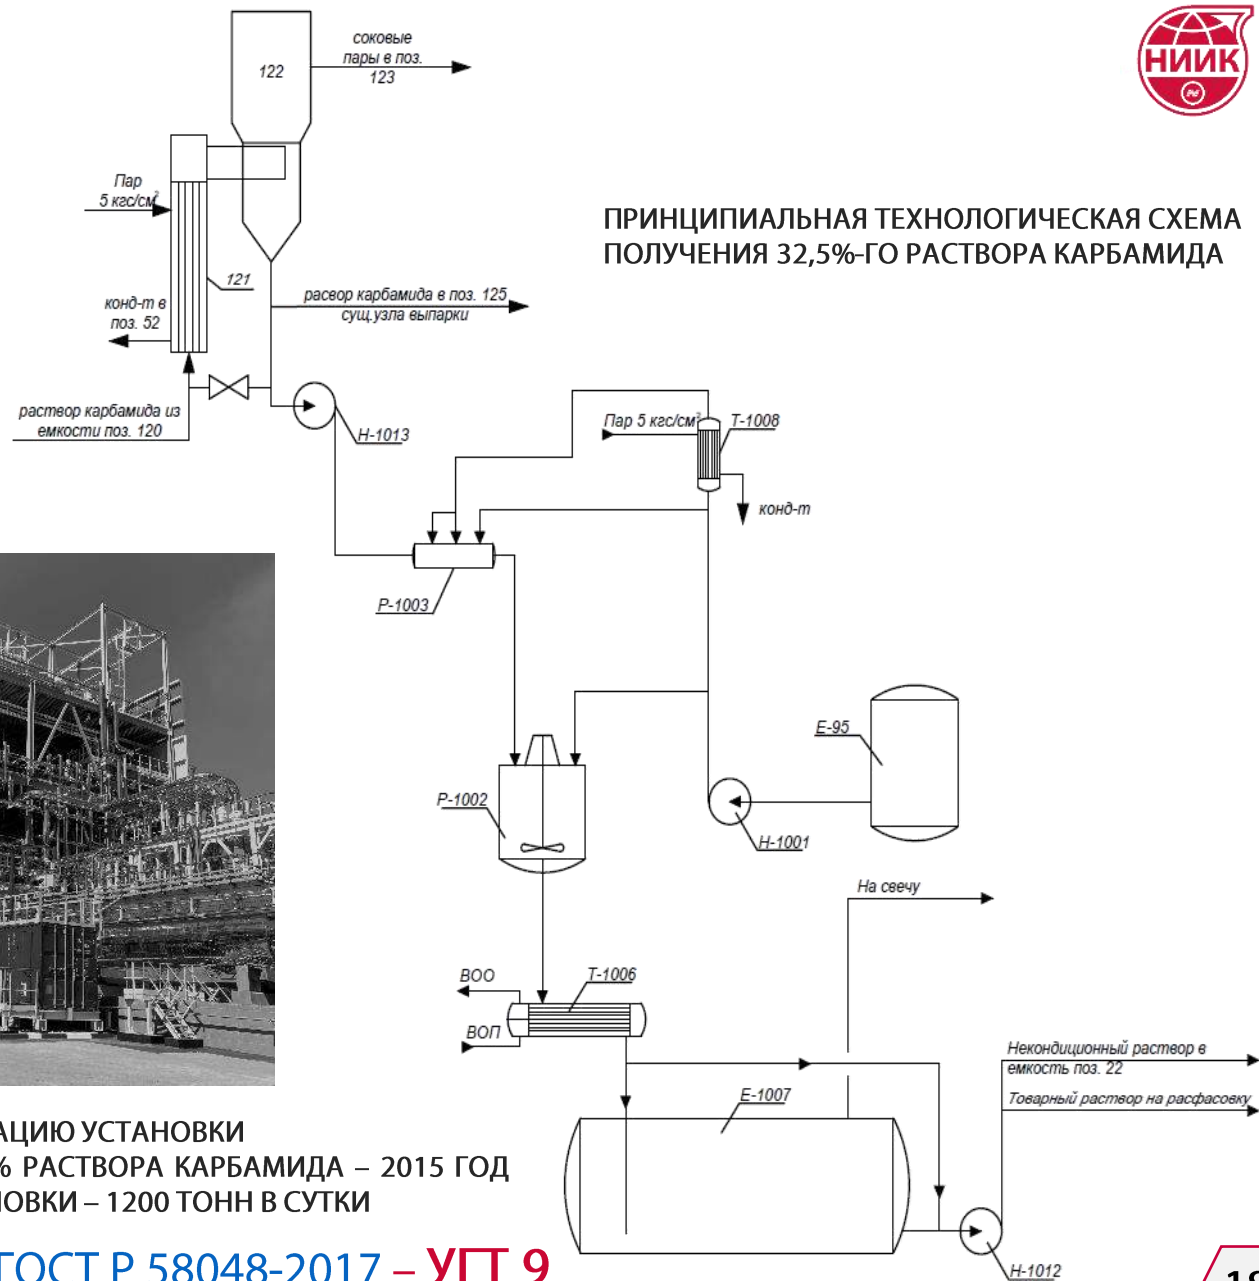 122
соковые
пары в поз.
123
НИИК
Пар
5 кгс/см²
ПРИНЦИПИАЛЬНАЯ ТЕХНОЛОГИЧЕСКАЯ СХЕМА
ПОЛУЧЕНИЯ 32,5%-ГО РАСТВОРА КАРБАМИДА
121
конд-т в
поз. 52
расвор карбамида в поз. 125
сущ.узла выпарки
раствор карбамида из
емкости поз. 120
Н-1013
Пар 5 кгс/см²
Т-1008
конд-т
Р-1003
Е-95
Р-1002
Н-1001
На свечу
ВОО
Т-1006
ВОП
Некондиционный раствор в
емкость поз. 22
Е-1007
Товарный раствор на расфасовку
АЦИЮ УСТАНОВКИ
% РАСТВОРА КАРБАМИДА – 2015 ГОД
НОВКИ – 1200 ТОНН В СУТКИ
Н-1012
ГОСТ Р 58048-2017 – УГТ 9